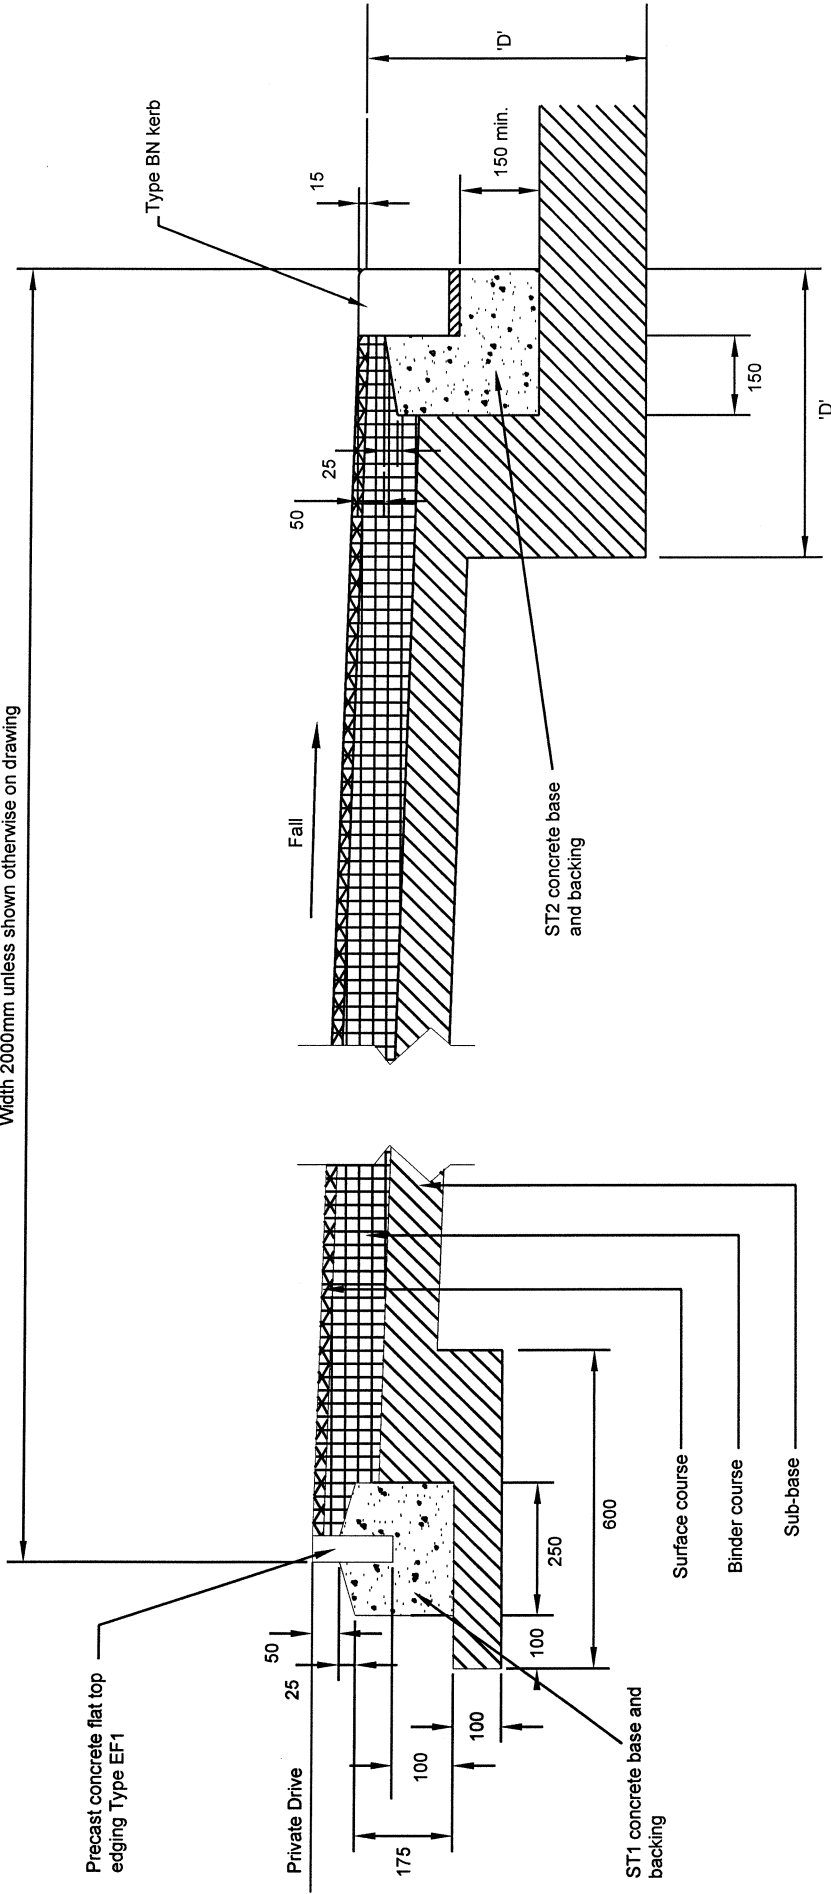 Width 2000mm unless shown otherwise on drawing
Precast concrete flat top
edging Type EF1
Type BN kerb
Private Drive
Fall
50
25
50
25
15
150 min.
'D'
175
100
100
100
250
600
150
'D'
ST1 concrete base and
backing
Surface course
Binder course
Sub-base
ST2 concrete base
and backing